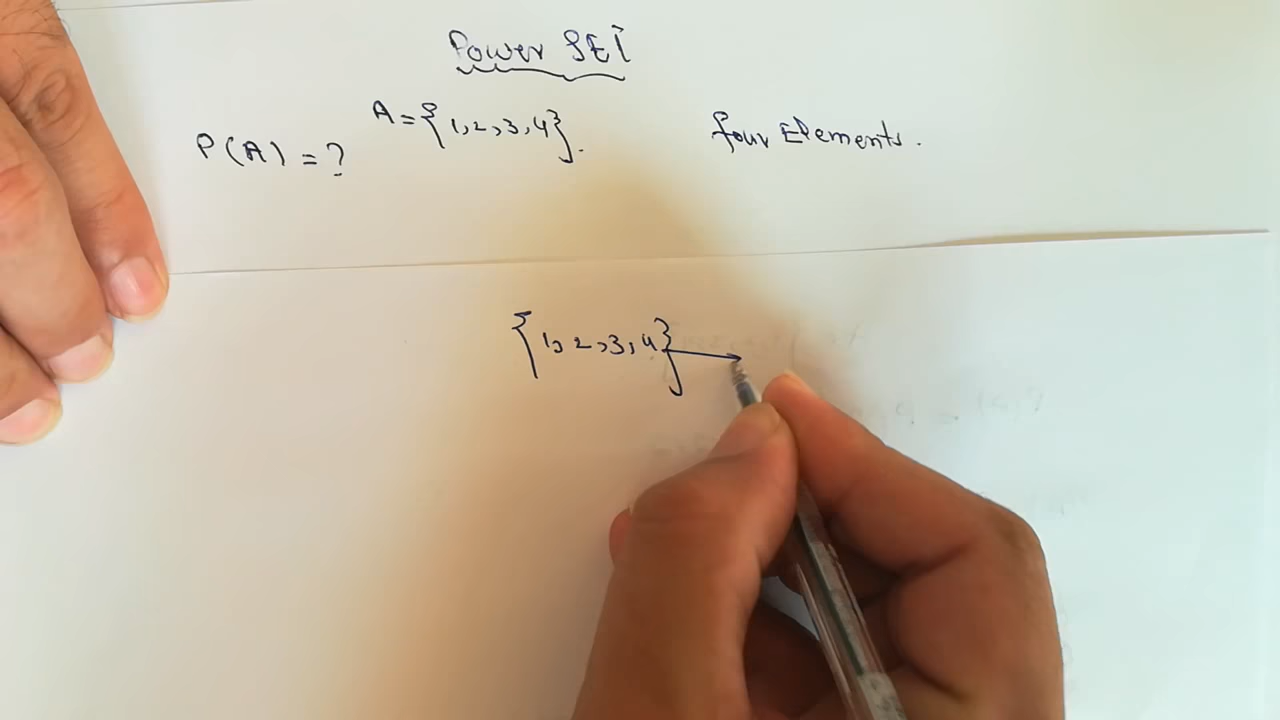 Power SET
A = {1, 2, 3, 4}.
four Elements.
P(A) = ?
{1, 2, 3, 4}